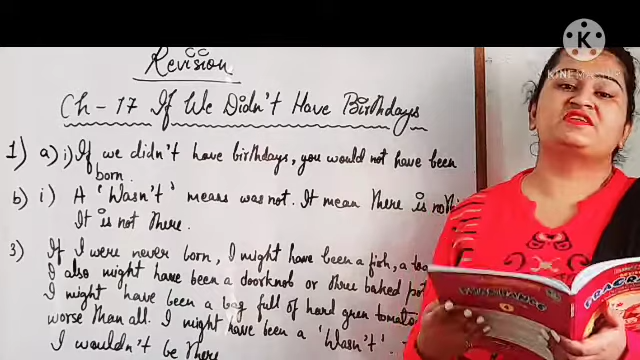 K
KINEMASTER
Revision
Ch - 17 If We Didn't Have Birthdays
1) a) i) If we didn't have birthdays, you would not have been
born.
b) i) A 'Wasn't' means was not. It mean There is
It is not There.
3) If I were never born, I might have been a fish, a
I also might have been a doorknob or three baked
I might have been a bag full of hard green
worse Than all. I might have been a 'Wasn't'.
I wouldn't be There